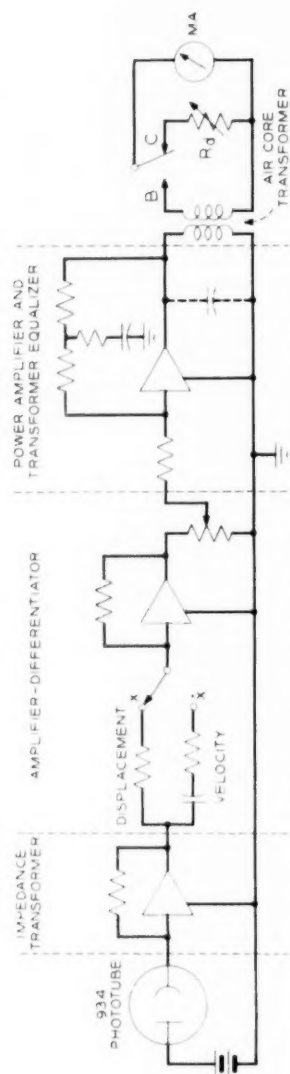 934
PHOTOTUBE
IMPEDANCE
TRANSFORMER
AMPLIFIER-DIFFERENTIATOR
DISPLACEMENT
x
ẋ
VELOCITY
POWER AMPLIFIER AND
TRANSFORMER EQUALIZER
B
C
Rd
MA
AIR CORE
TRANSFORMER